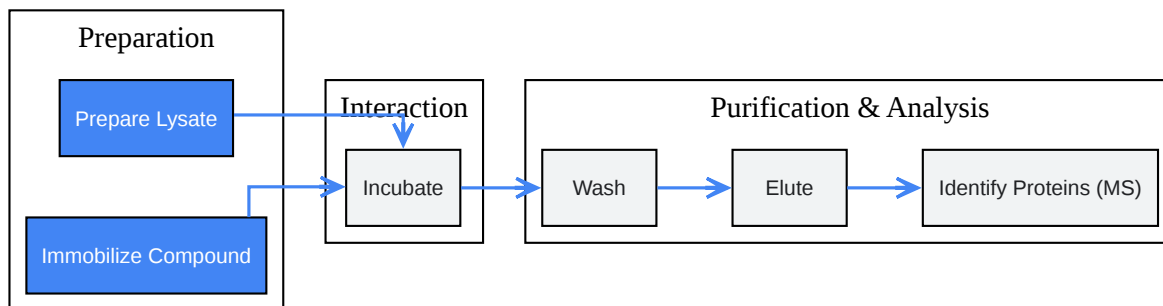 Preparation
Prepare Lysate
Immobilize Compound
Interaction
Incubate
Purification & Analysis
Wash
Elute
Identify Proteins (MS)